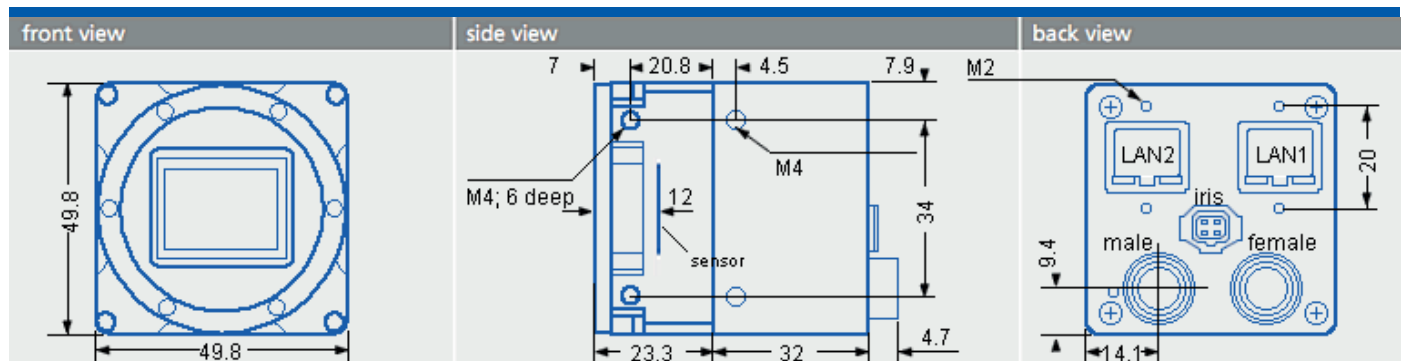 front view
49.8
49.8
side view
7
20.8
4.5
7.9
M4; 6 deep
12
sensor
M4
34
23.3
32
4.7
back view
M2
LAN2
LAN1
20
iris
male
female
9.4
14.1